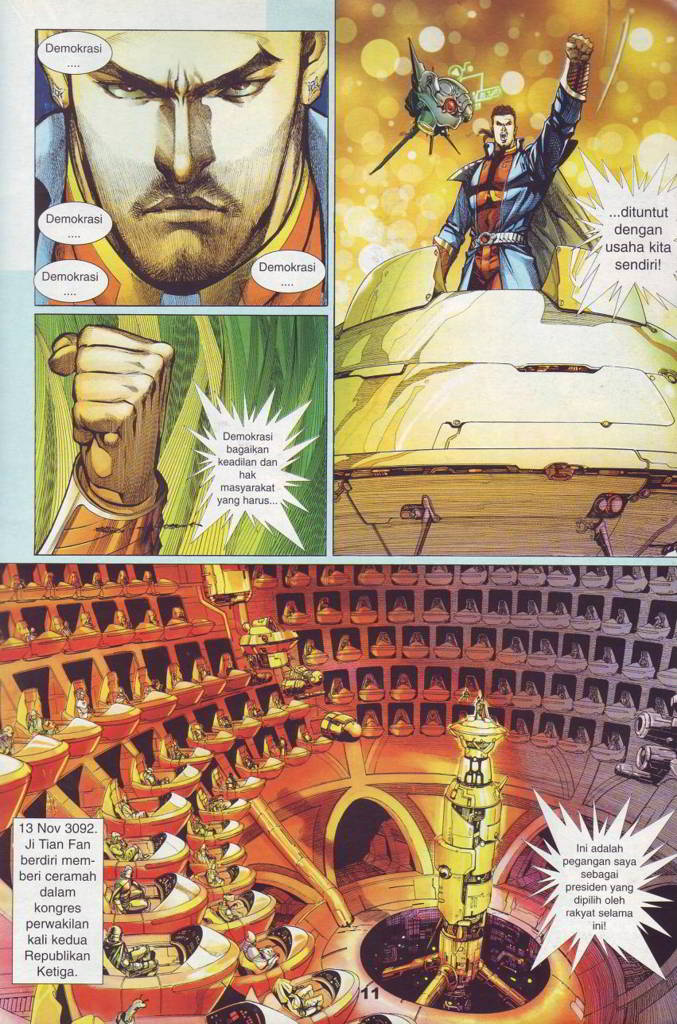 Demokrasi
....
Demokrasi
....
Demokrasi
....
Demokrasi
....
Demokrasi
bagaikan
keadilan dan
hak
masyarakat
yang harus...
...dituntut
dengan
usaha kita
sendiri!
13 Nov 3092.
Ji Tian Fan
berdiri mem-
beri ceramah
dalam
kongres
perwakilan
kali kedua
Republikan
Ketiga.
Ini adalah
pegangan saya
sebagai
presiden yang
dipilih oleh
rakyat selama
ini!
11